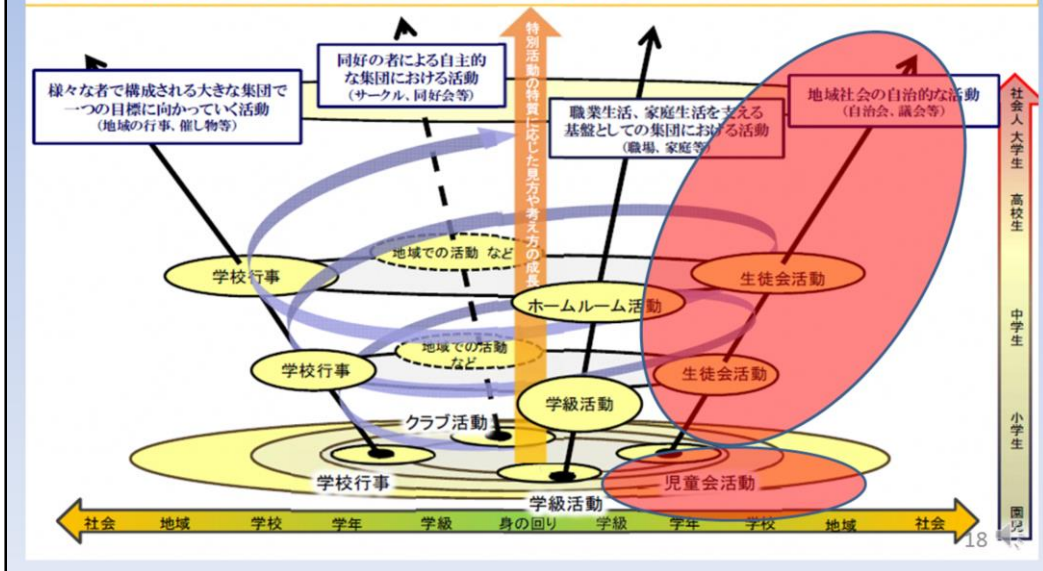 様々な者で構成される大きな集団で
一つの目標に向かっていく活動
(地域の行事、催し物等)
同好の者による自主的
な集団における活動
(サークル、同好会等)
特別活動の特質に応じた見方や考え方の成長
職業生活、家庭生活を支える
基盤としての集団における活動
(職場、家庭等)
地域社会の自治的な活動
(自治会、議会等)
社会人 大学生
高校生
中学生
小学生
園児
学校行事
地域での活動 など
ホームルーム活動
生徒会活動
学校行事
地域での活動
など
学級活動
生徒会活動
クラブ活動
学校行事
学級活動
児童会活動
社会 地域 学校 学年 学級 身の回り 学級 学年 学校 地域 社会
18